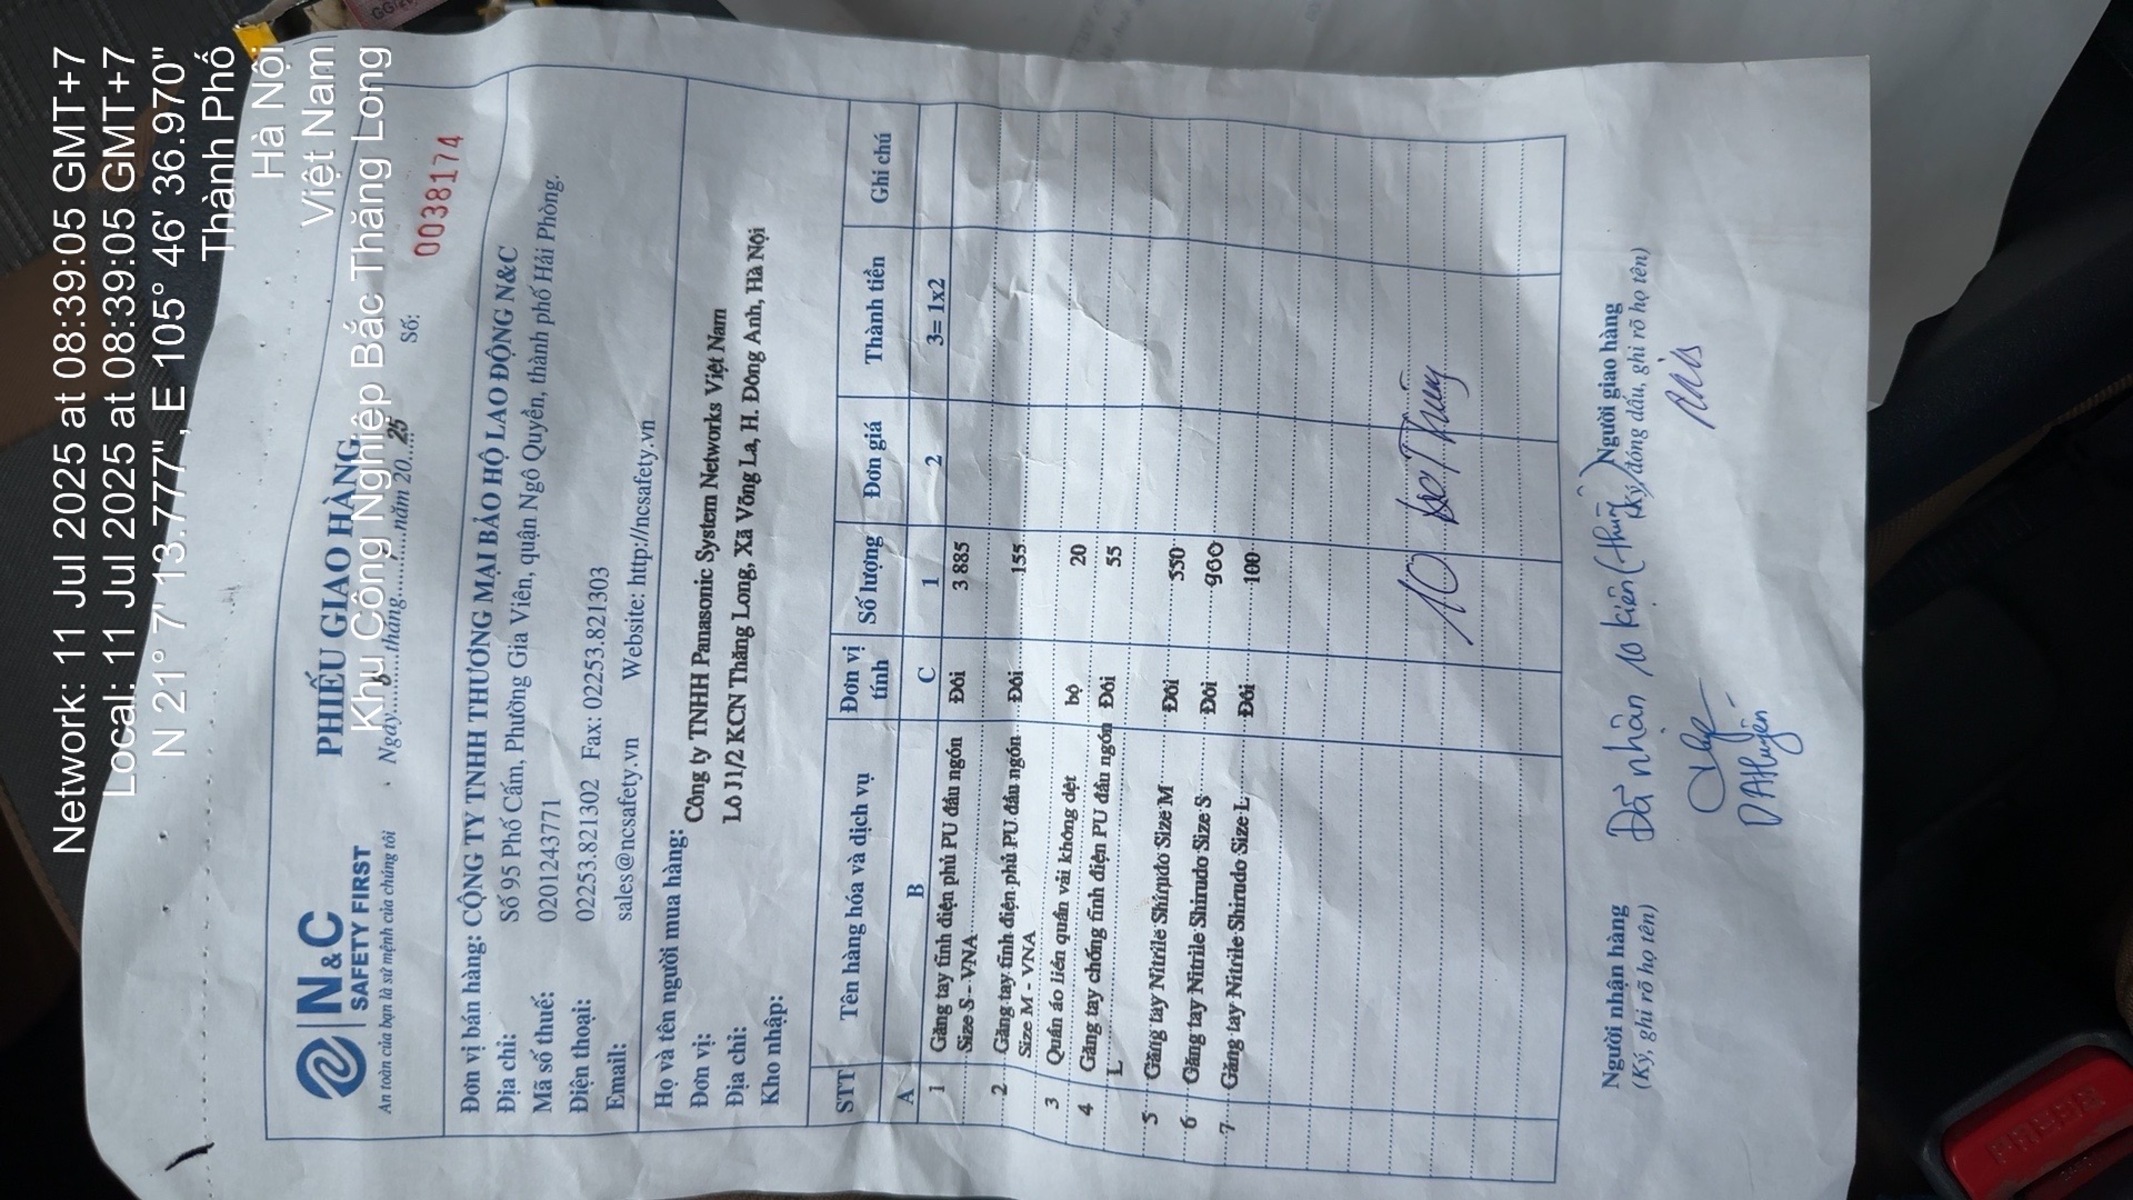 Network: 11 Jul 2025 at 08:39:05 GMT+7
Local: 11 Jul 2025 at 08:39:05 GMT+7
N 21° 7' 13.777", E 105° 46' 36.970"
Thành Phố
Hà Nội
Việt Nam
Khu Công Nghiệp Bắc Thăng Long
N&C
SAFETY FIRST
An toàn của bạn là sứ mệnh của chúng tôi
PHIẾU GIAO HÀNG
Ngày............tháng............năm 20...25
Số:
0038174
Đơn vị bán hàng: CÔNG TY TNHH THƯƠNG MẠI BẢO HỘ LAO ĐỘNG N&C
Địa chỉ: Số 95 Phố Cấm, Phường Gia Viên, quận Ngô Quyền, thành phố Hải Phòng.
Mã số thuế: 0201243771
Điện thoại: 02253.821302 Fax: 02253.821303
Email: sales@ncsafety.vn Website: http://ncsafety.vn
Họ và tên người mua hàng:
Đơn vị: Công ty TNHH Panasonic System Networks Việt Nam
Địa chỉ: Lô J1/2 KCN Thăng Long, Xã Võng La, H. Đông Anh, Hà Nội
Kho nhập:
STT Tên hàng hóa và dịch vụ Đơn vị tính Số lượng Đơn giá Thành tiền Ghi chú
A B C 1 2 3= 1x2
1 Găng tay tĩnh điện phủ PU đầu ngón Đôi 3 885
Size S - VNA
2 Găng tay tĩnh điện phủ PU đầu ngón Đôi 155
Size M - VNA
3 Quần áo liền quần vải không dệt bộ 20
4 Găng tay chống tĩnh điện PU đầu ngón Đôi 55
L
5 Găng tay Nitrile Shirudo Size M Đôi 550
6 Găng tay Nitrile Shirudo Size S Đôi 900
7 Găng tay Nitrile Shirudo Size L Đôi 100
10 Thùng
Người nhận hàng
(Ký, ghi rõ họ tên)
Đã nhận 10 kiện (thùng)
Người giao hàng
(Ký, đóng dấu, ghi rõ họ tên)